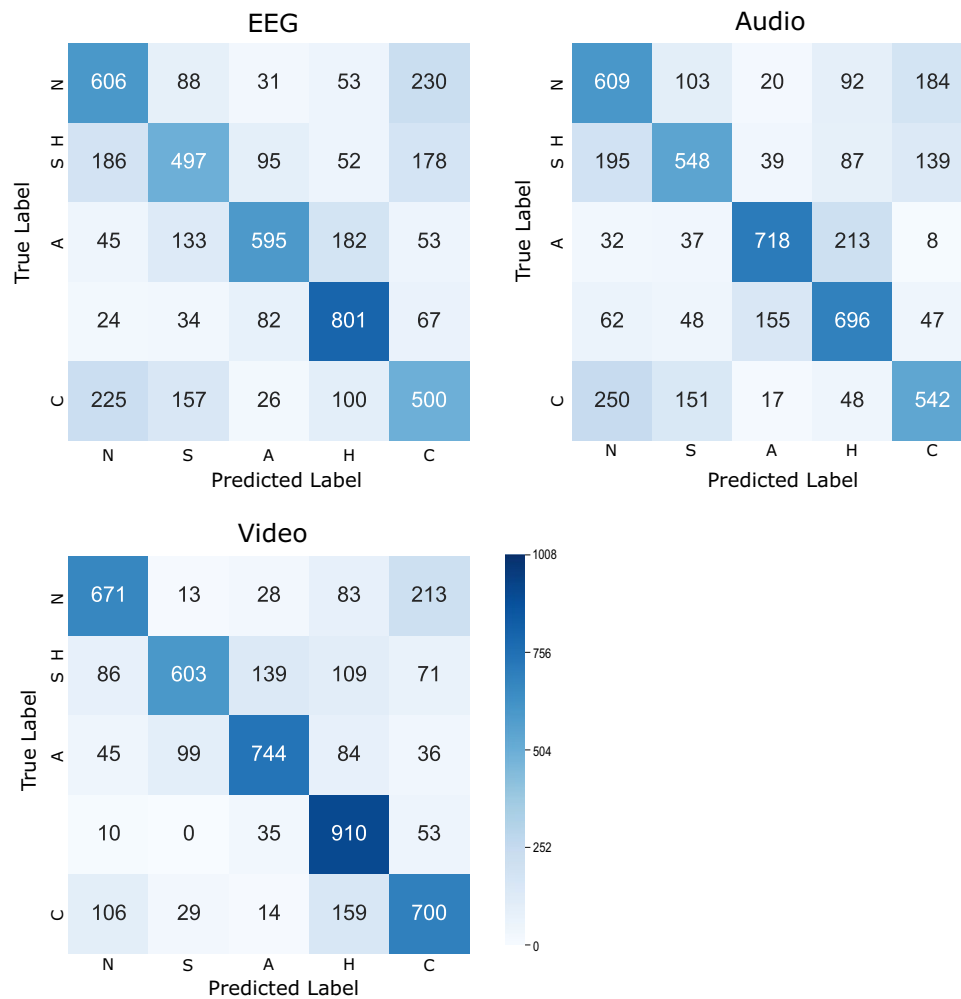 EEG
N 606 88 31 53 230
S H 186 497 95 52 178
A 45 133 595 182 53
24 34 82 801 67
C 225 157 26 100 500
N S A H C
Predicted Label
True Label
Audio
N 609 103 20 92 184
S H 195 548 39 87 139
A 32 37 718 213 8
62 48 155 696 47
C 250 151 17 48 542
N S A H C
Predicted Label
True Label
Video
N 671 13 28 83 213
S H 86 603 139 109 71
A 45 99 744 84 36
10 0 35 910 53
C 106 29 14 159 700
N S A H C
Predicted Label
True Label
1008
756
504
252
0